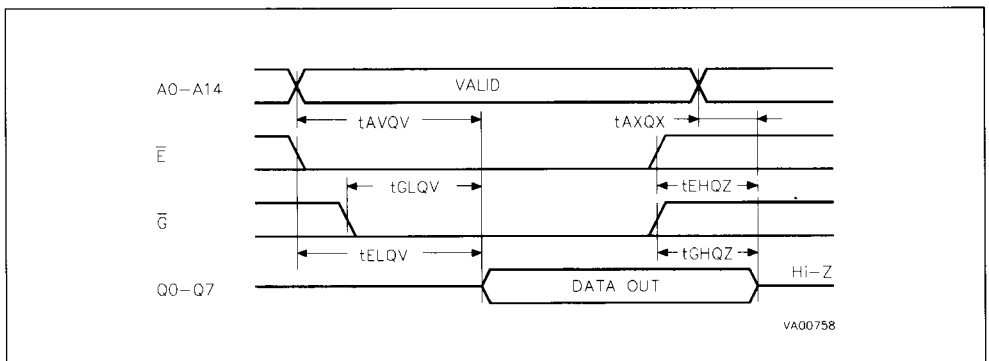 A0-A14
VALID
tAVQV
tAXQX
E
tGLQV
tEHQZ
G
tELQV
tGHQZ
Q0-Q7
DATA OUT
Hi-Z
VA00758